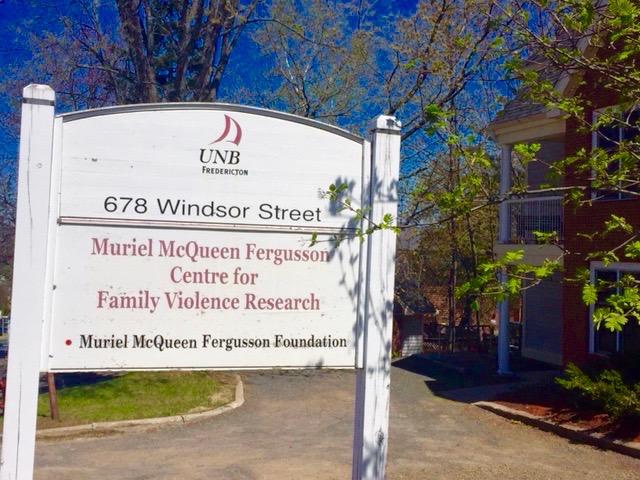 UNB
FREDERICTON
678 Windsor Street
Muriel McQueen Fergusson
Centre for
Family Violence Research
• Muriel McQueen Fergusson Foundation